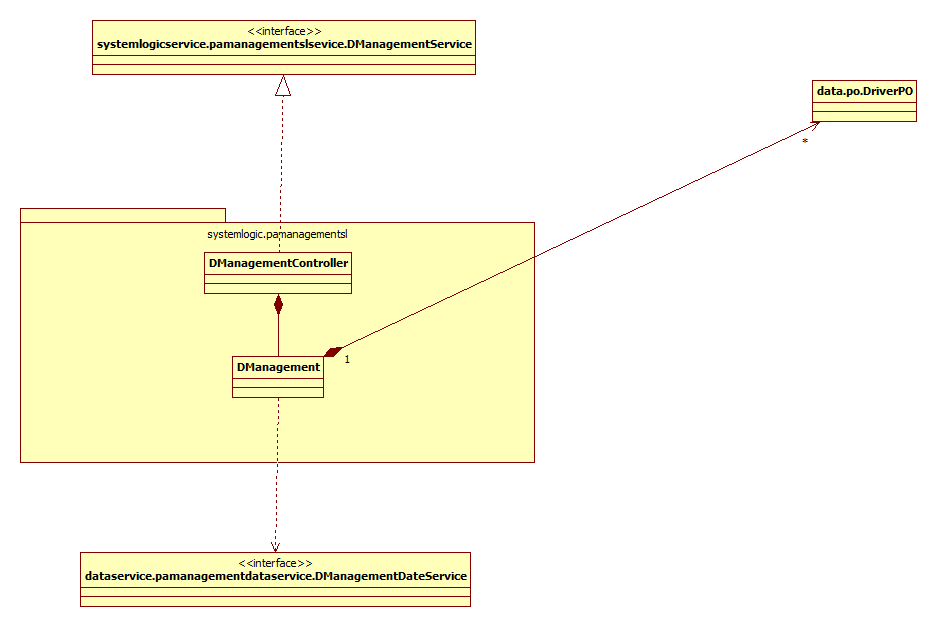 <<interface>>
systemlogicservice.pamanagementslsevice.DManagementService
data.po.DriverPO
*
systemlogic.pamanagementsl
DManagementController
DManagement
1
<<interface>>
dataservice.pamanagementdataservice.DManagementDateService